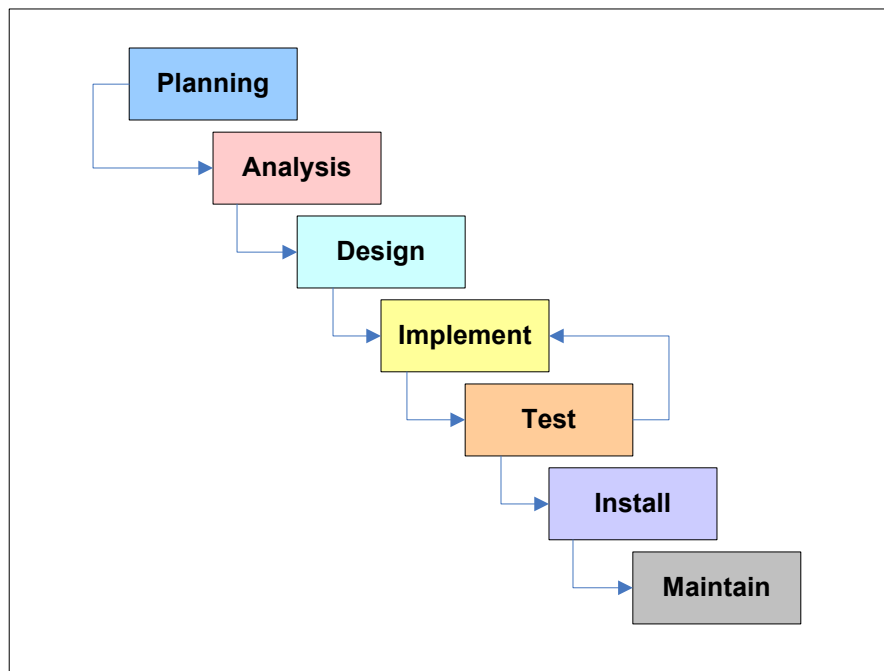 Planning
Analysis
Design
Implement
Test
Install
Maintain